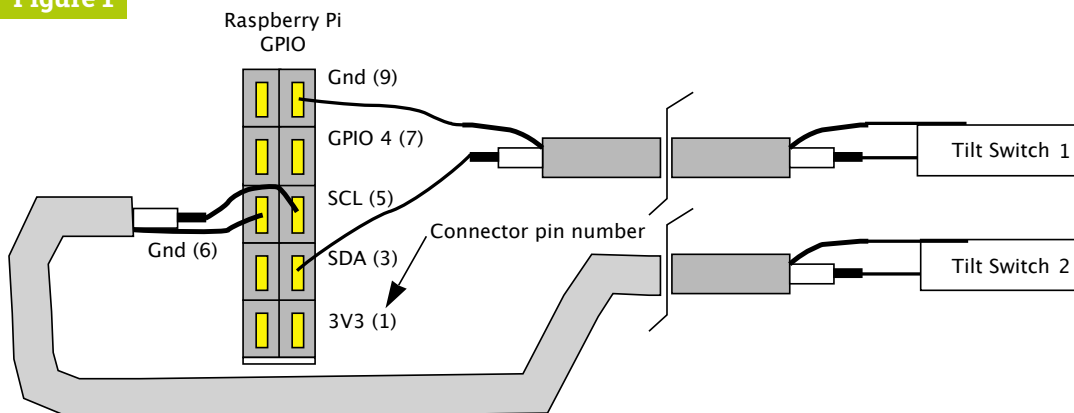 Figure 1
Raspberry Pi
GPIO
Gnd (9)
GPIO 4 (7)
SCL (5)
Gnd (6)
SDA (3)
3V3 (1)
Connector pin number
Tilt Switch 1
Tilt Switch 2